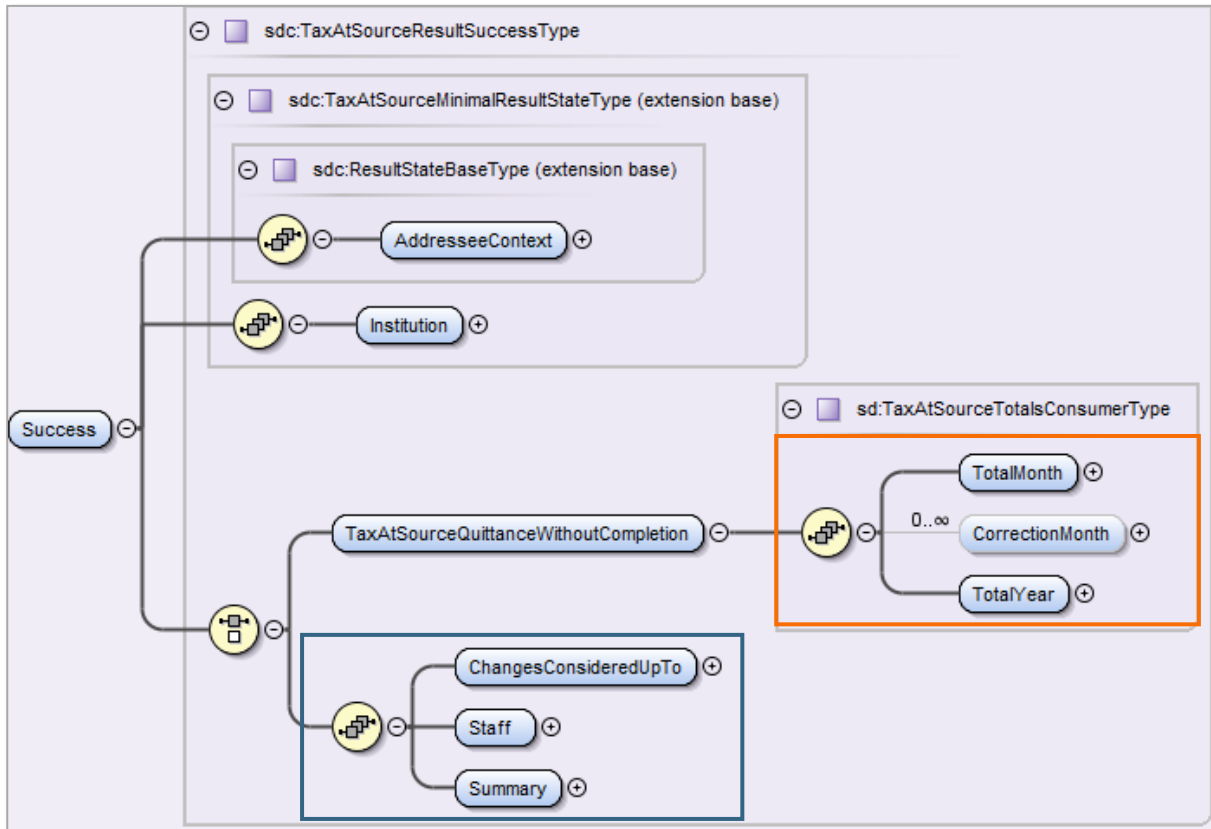 sdc:TaxAtSourceResultSuccessType
sdc:TaxAtSourceMinimalResultStateType (extension base)
sdc:ResultStateBaseType (extension base)
AddresseeContext
Institution
Success
sd:TaxAtSourceTotalsConsumerType
TotalMonth
0..∞
CorrectionMonth
TaxAtSourceQuittanceWithoutCompletion
TotalYear
ChangesConsideredUpTo
Staff
Summary